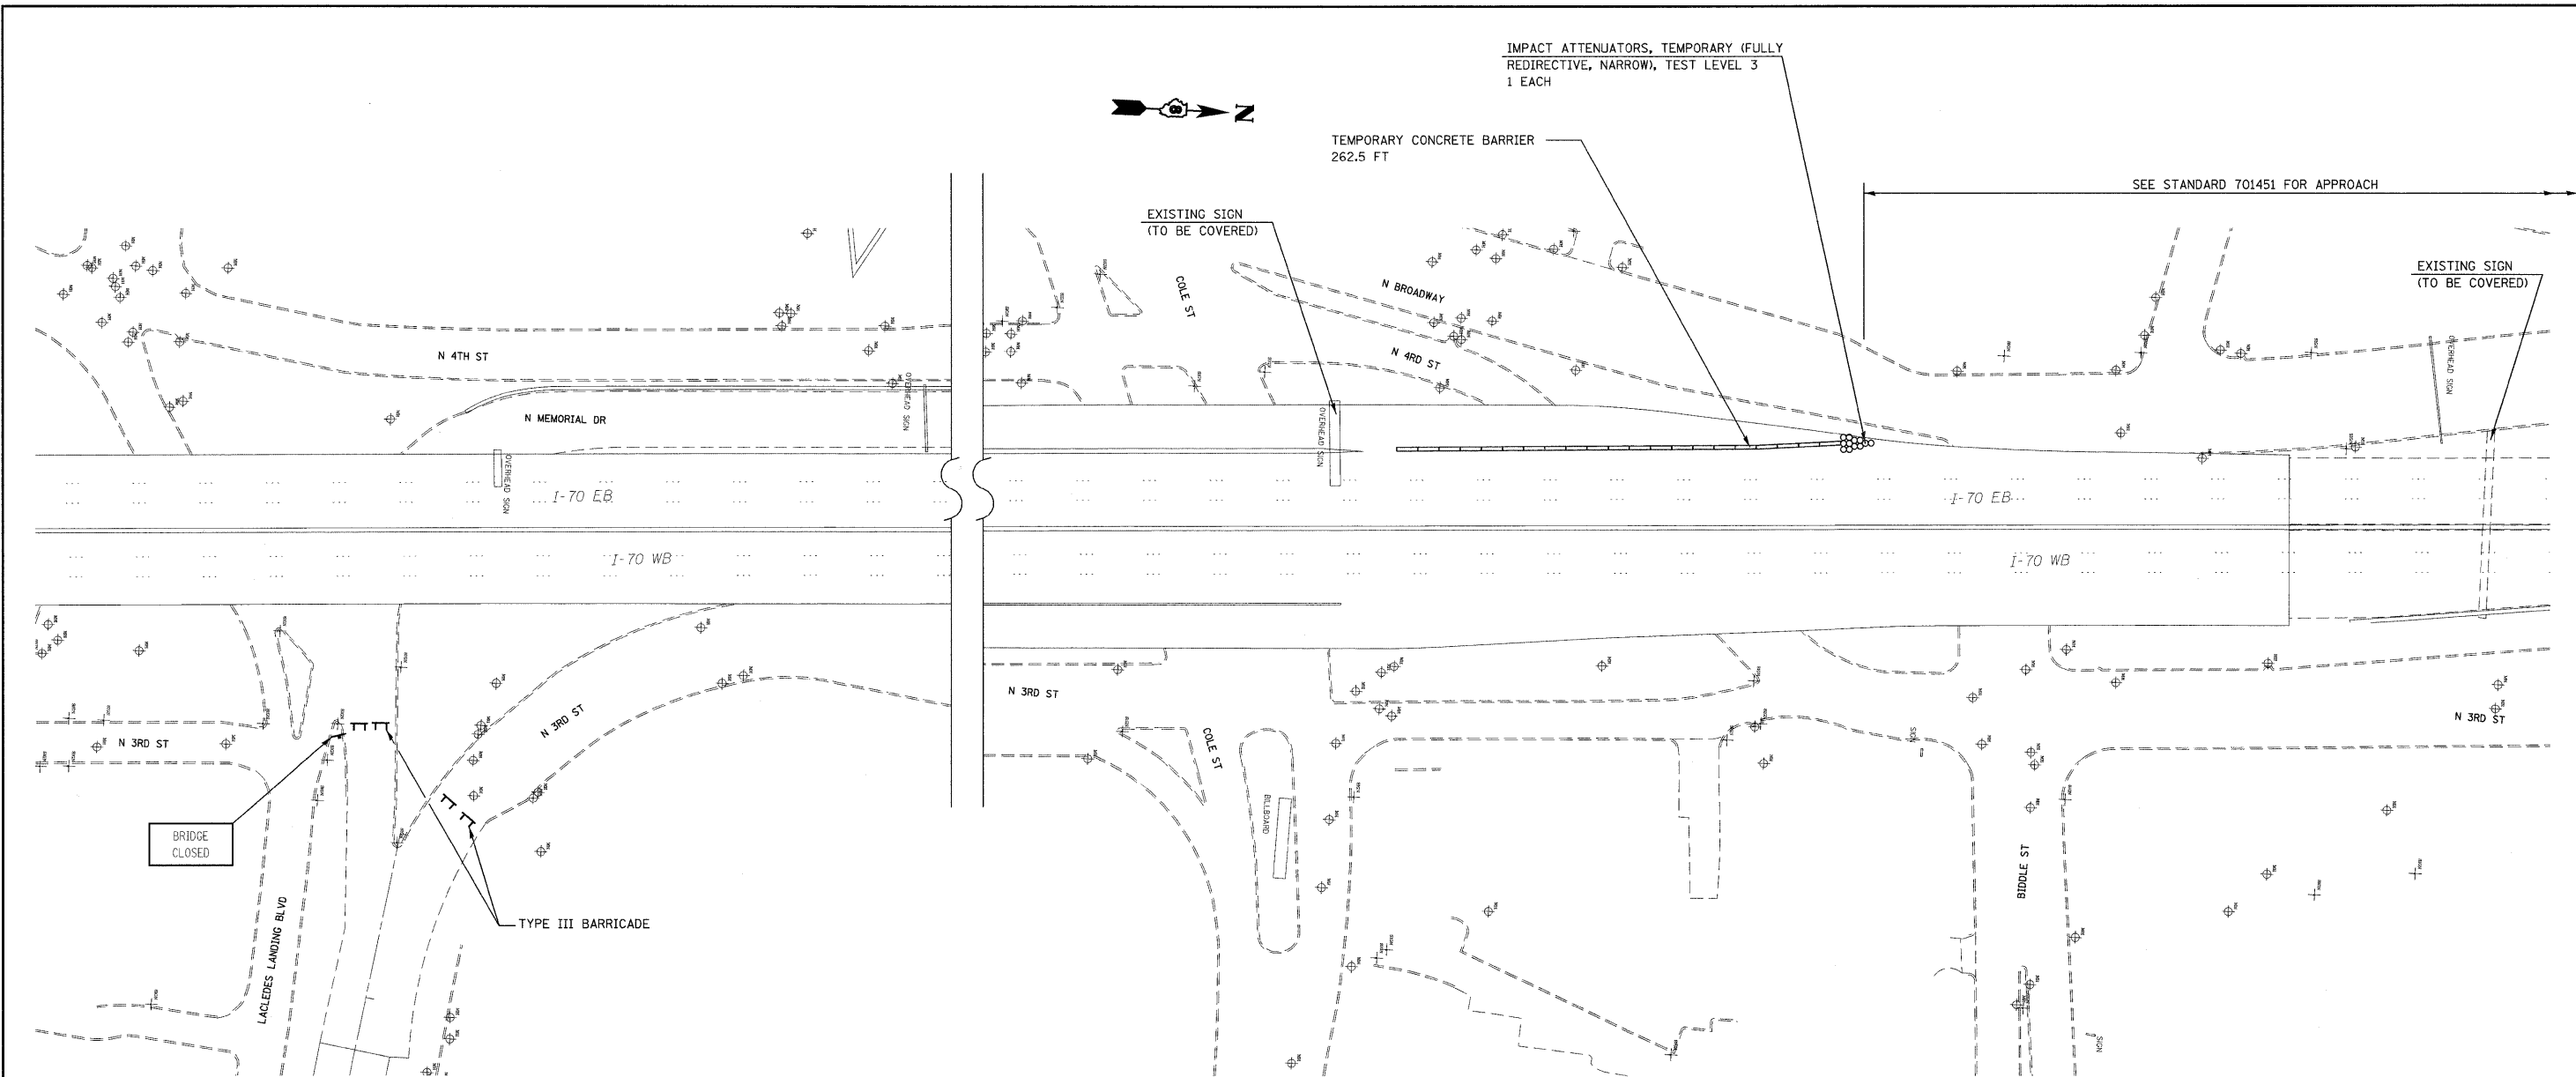 IMPACT ATTENUATORS, TEMPORARY (FULLY
REDIRECTIVE, NARROW), TEST LEVEL 3
1 EACH
N
TEMPORARY CONCRETE BARRIER
262.5 FT
SEE STANDARD 701451 FOR APPROACH
EXISTING SIGN
(TO BE COVERED)
EXISTING SIGN
(TO BE COVERED)
COLE ST
N BROADWAY
N 4TH ST
N 4RD ST
OVERHEAD SIGN
OVERHEAD SIGN
N MEMORIAL DR
OVERHEAD SIGN
OVERHEAD SIGN
I-70 EB
I-70 EB
I-70 WB
I-70 WB
N 3RD ST
N 3RD ST
N 3RD ST
N 3RD ST
COLE ST
SIGN
BRIDGE
CLOSED
BILLBOARD
BIDDLE ST
LACLEDES LANDING BLVD
TYPE III BARRICADE
SIGN